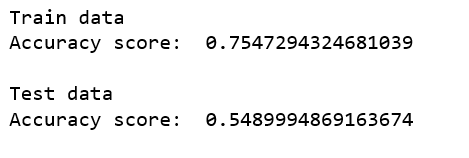 Train data
Accuracy score:  0.7547294324681039
Test data
Accuracy score:  0.5489994869163674